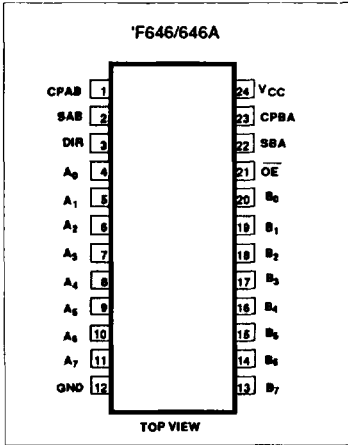 'F646/646A
CPAB 1 24 VCC
SAB 2 23 CPBA
DIR 3 22 SBA
A0 4 21 OE
A1 5 20 B0
A2 6 19 B1
A3 7 18 B2
A4 8 17 B3
A5 9 16 B4
A6 10 15 B5
A7 11 14 B6
GND 12 13 B7
TOP VIEW